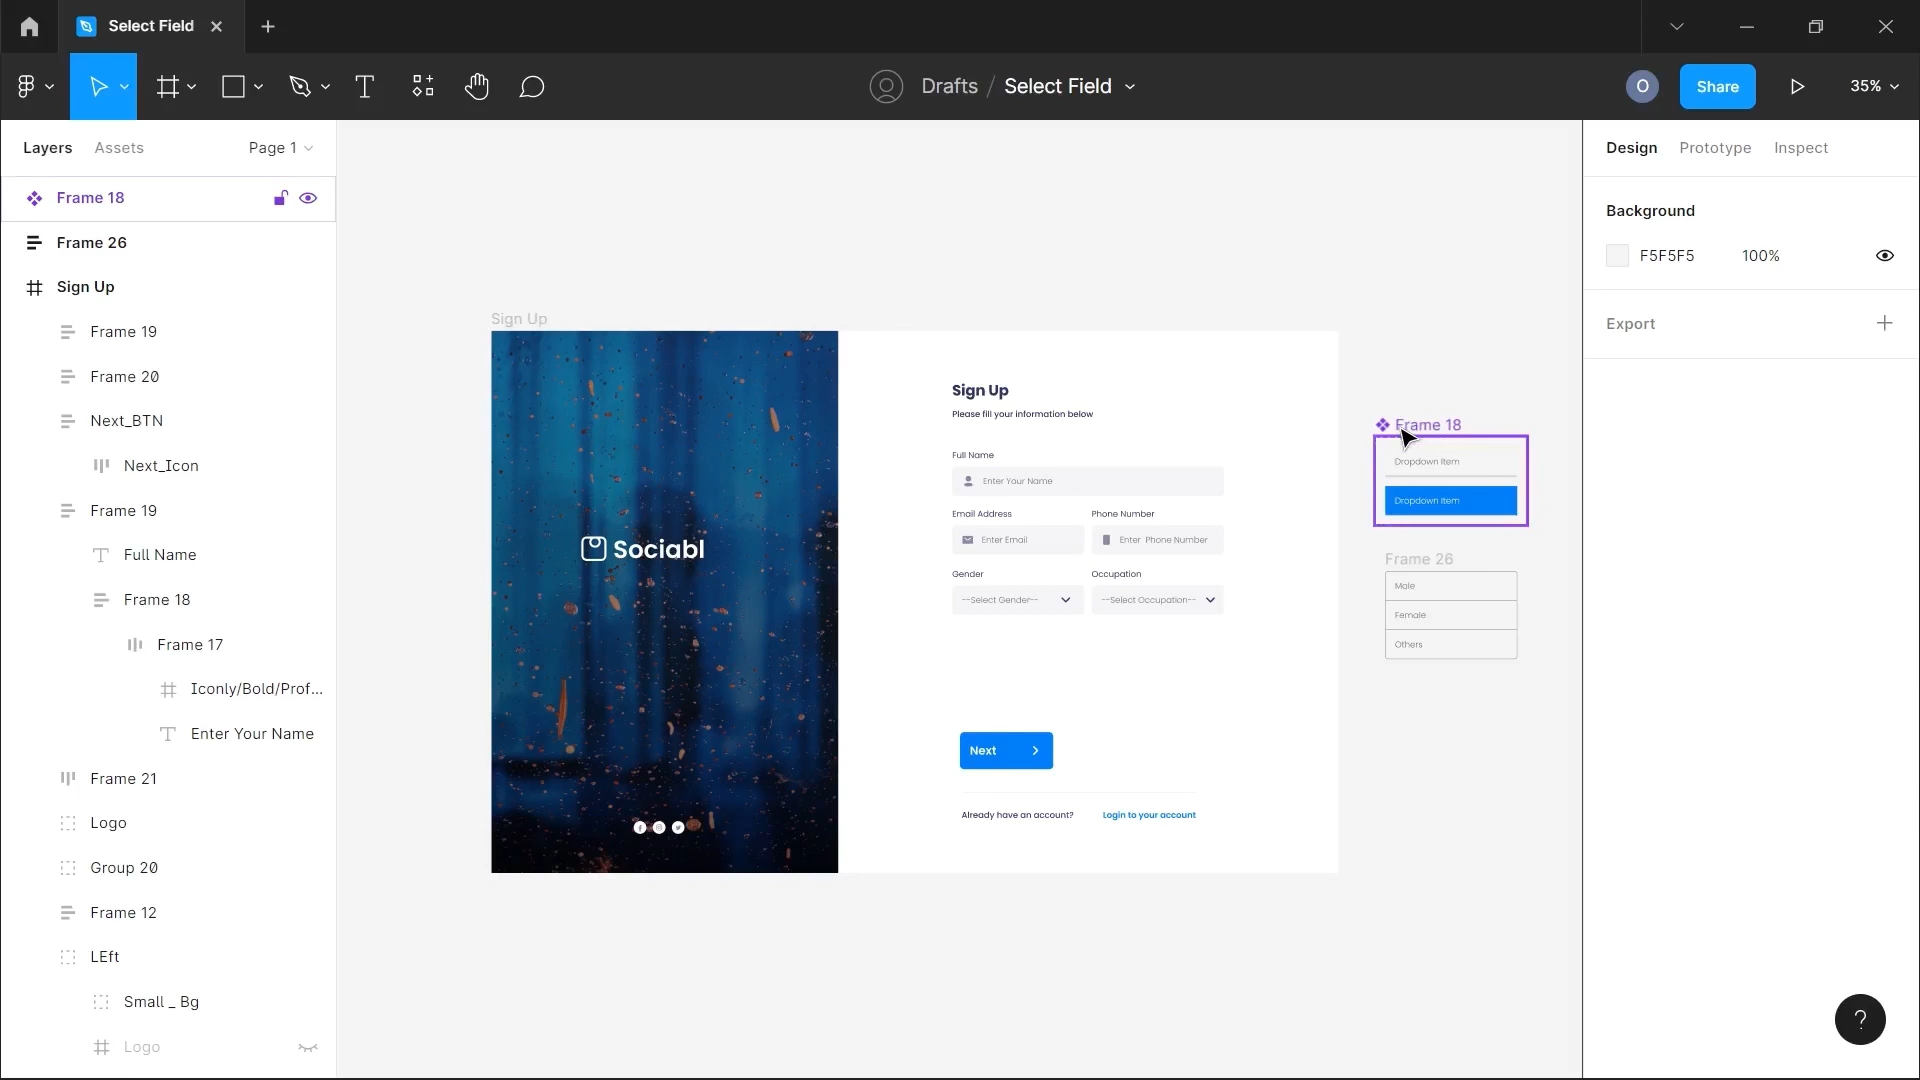 Select Field
Drafts / Select Field
O
Share
35%
Layers
Assets
Page 1
Frame 18
Frame 26
Sign Up
Frame 19
Frame 20
Next_BTN
Next_Icon
Frame 19
Full Name
Frame 18
Frame 17
Iconly/Bold/Prof...
Enter Your Name
Frame 21
Logo
Group 20
Frame 12
LEft
Small _ Bg
Logo
Sign Up
Sociabl
Sign Up
Please fill your information below
Full Name
Enter Your Name
Email Address
Phone Number
Enter Email
Enter Phone Number
Gender
Occupation
--Select Gender--
--Select Occupation--
Next
Already have an account?
Login to your account
Frame 18
Dropdown Item
Dropdown Item
Frame 26
Male
Female
Others
Design
Prototype
Inspect
Background
F5F5F5
100%
Export
?